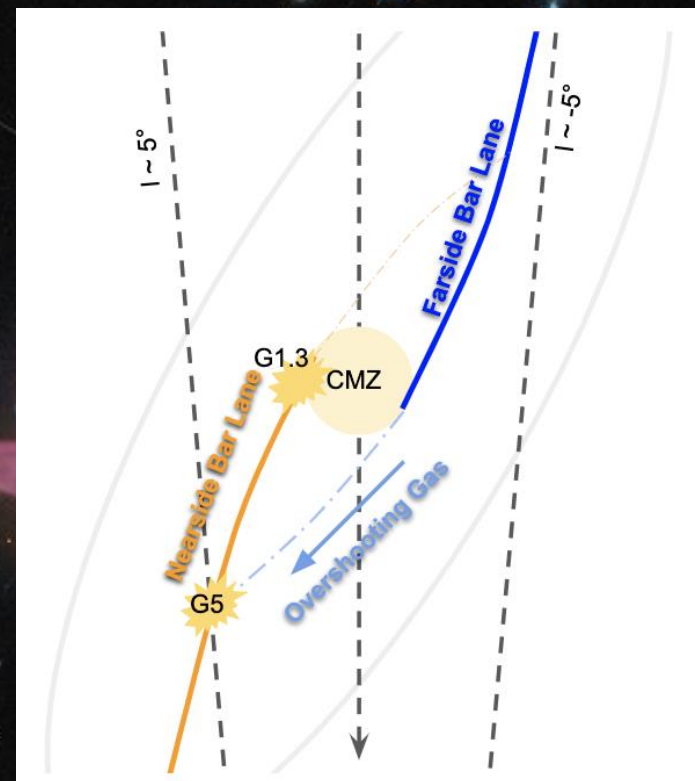 l ~ 5°
l ~ -5°
Farside Bar Lane
G1.3
CMZ
Nearside Bar Lane
Overshooting Gas
G5